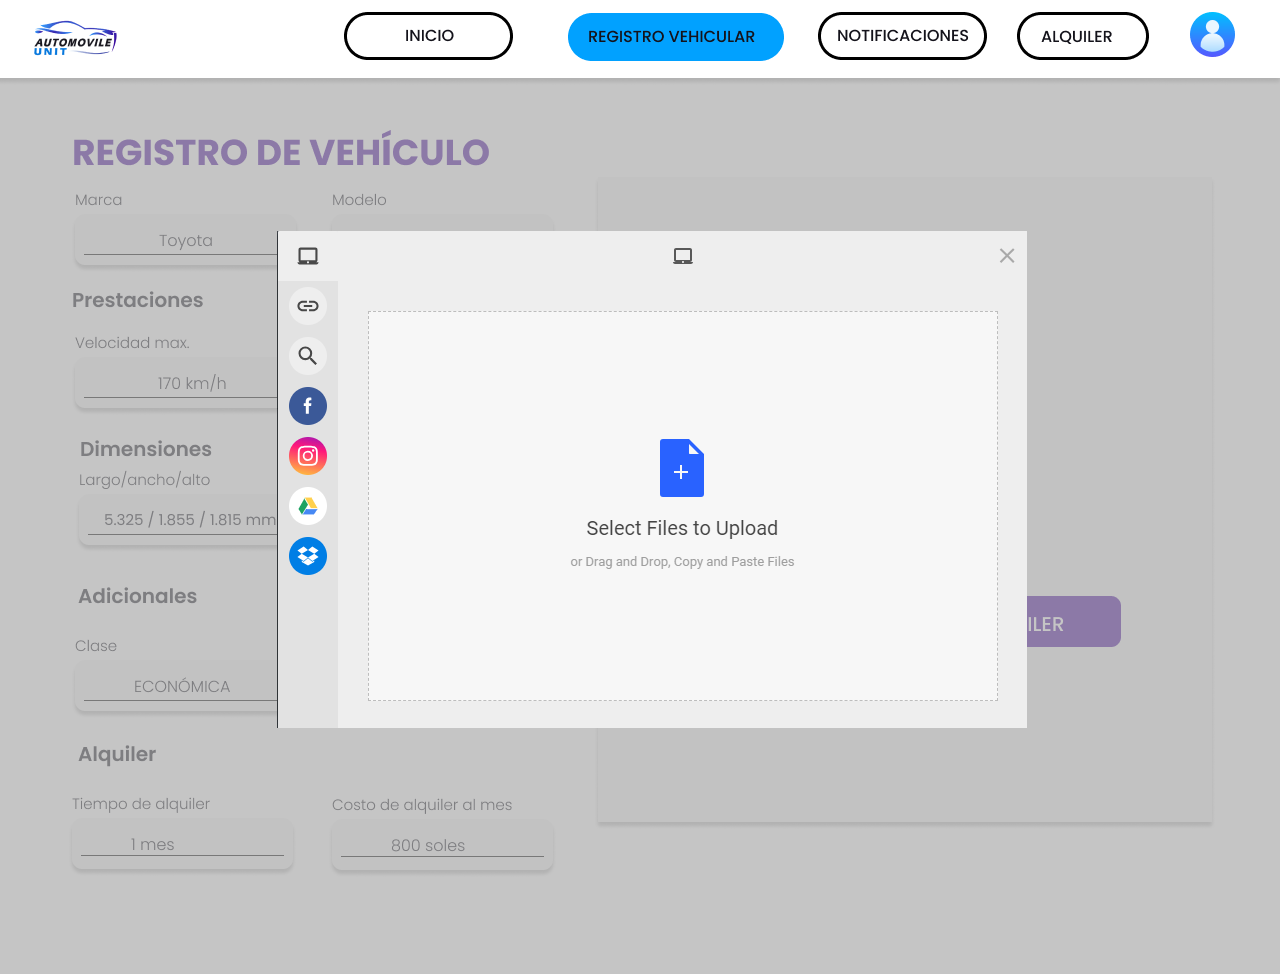 AUTOMOVILE
UNIT
INICIO
REGISTRO VEHICULAR
NOTIFICACIONES
ALQUILER
REGISTRO DE VEHÍCULO
Marca
Modelo
Toyota
Prestaciones
Velocidad max.
170 km/h
Dimensiones
Largo/ancho/alto
5.325 / 1.855 / 1.815 mm
Adicionales
Clase
ECONÓMICA
Alquiler
Tiempo de alquiler
Costo de alquiler al mes
1 mes
800 soles
Select Files to Upload
or Drag and Drop, Copy and Paste Files
ILER